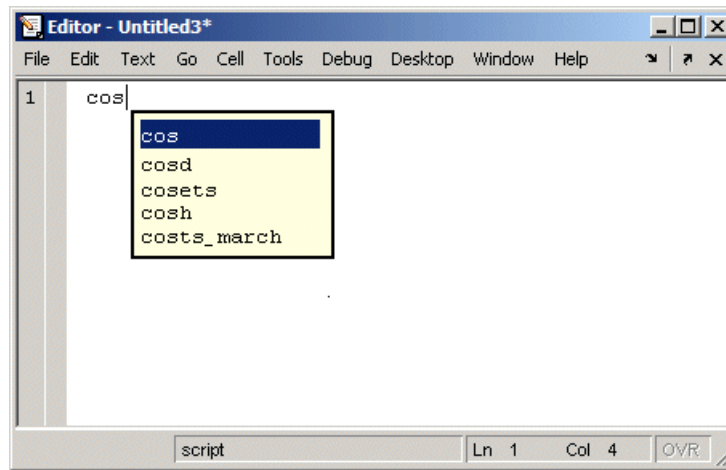 Editor - Untitled3*
File Edit Text Go Cell Tools Debug Desktop Window Help
1 cos
cos
cosd
cosets
cosh
costs_march
script Ln 1 Col 4 OVR